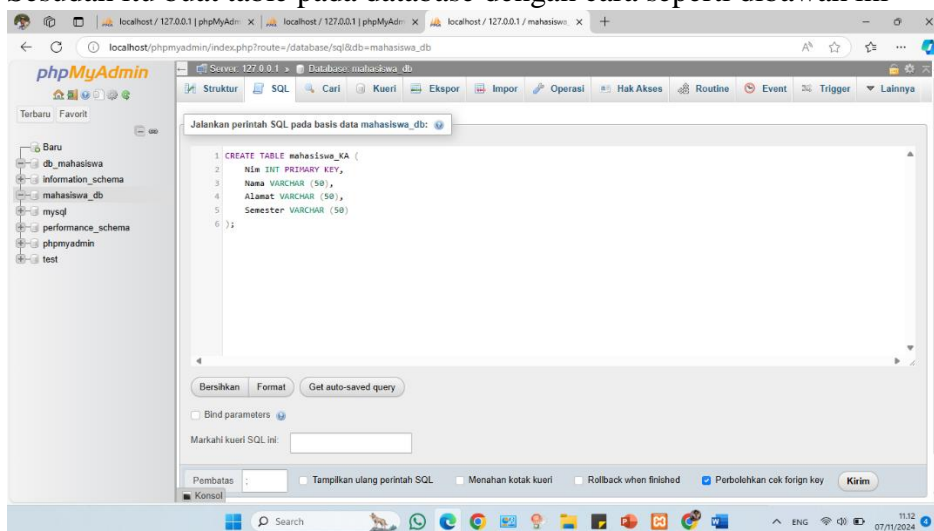 Sesudah itu buat table pada database dengan cara seperti dibawah ini
localhost / 127.0.0.1 | phpMyAdm
localhost / 127.0.0.1 | phpMyAdm
localhost / 127.0.0.1 / mahasiswa_
localhost/phpmyadmin/index.php?route=/database/sql&db=mahasiswa_db
phpMyAdmin
Terbaru Favorit
Baru
db_mahasiswa
information_schema
mahasiswa_db
mysql
performance_schema
phpmyadmin
test
Server: 127.0.0.1 » Database: mahasiswa_db
Struktur SQL Cari Kueri Ekspor Impor Operasi Hak Akses Routine Event Trigger Lainnya
Jalankan perintah SQL pada basis data mahasiswa_db:
1 CREATE TABLE mahasiswa_KA (
2 Nim INT PRIMARY KEY,
3 Nama VARCHAR (50),
4 Alamat VARCHAR (50),
5 Semester VARCHAR (50)
6 );
Bersihkan Format Get auto-saved query
Bind parameters
Markahi kueri SQL ini:
Pembatas ; Tampilkan ulang perintah SQL Menahan kotak kueri Rollback when finished Perbolehkan cek forign key Kirim
Konsol
Search
ENG
11.12
07/11/2024